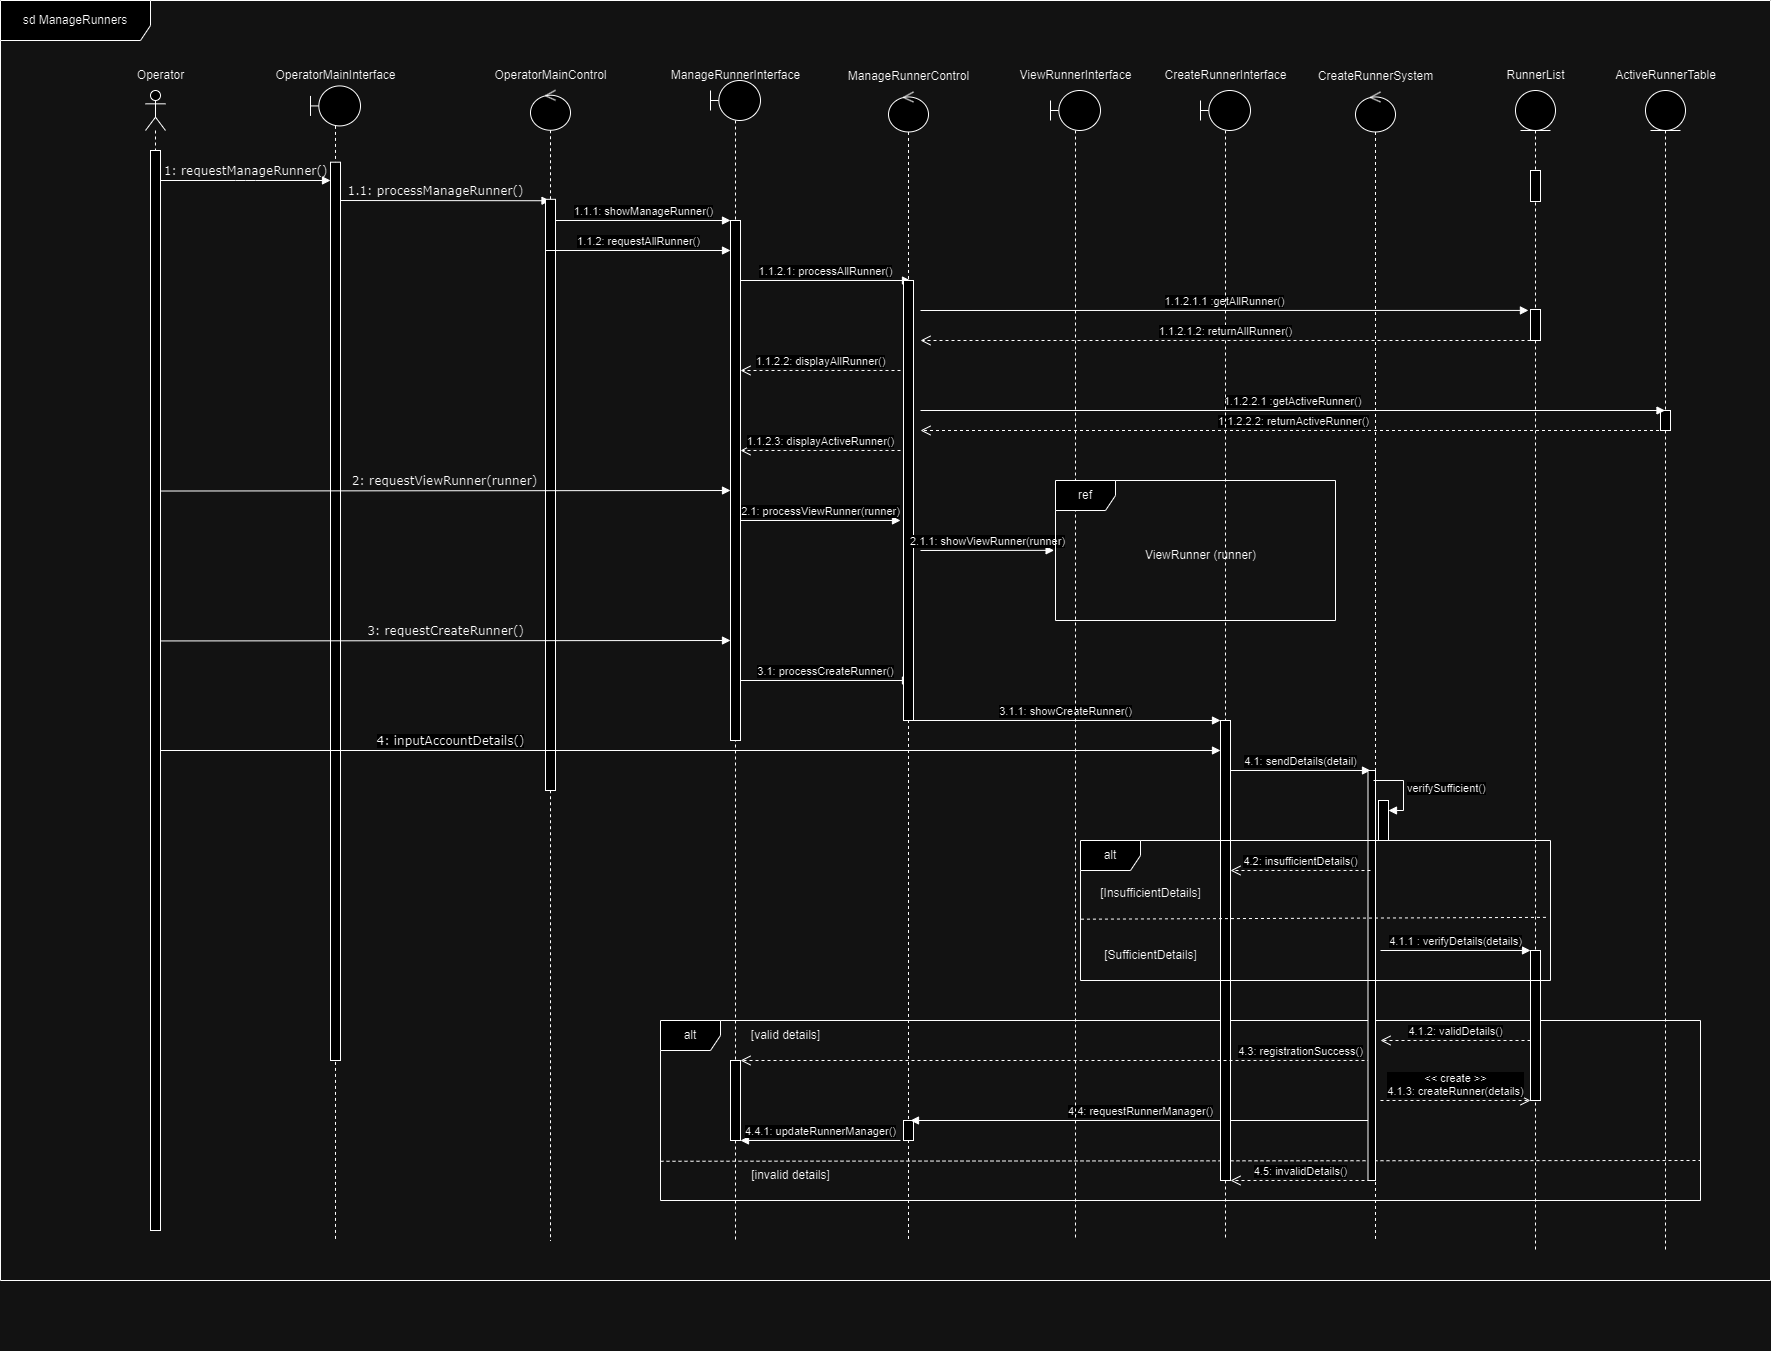 sd ManageRunners
Operator
OperatorMainInterface
OperatorMainControl
ManageRunnerInterface
ManageRunnerControl
ViewRunnerInterface
CreateRunnerInterface
CreateRunnerSystem
RunnerList
ActiveRunnerTable
1: requestManageRunner()
1.1: processManageRunner()
1.1.1: showManageRunner()
1.1.2: requestAllRunner()
1.1.2.1: processAllRunner()
1.1.2.1.1 :getAllRunner()
1.1.2.1.2: returnAllRunner()
1.1.2.2: displayAllRunner()
1.1.2.2.1 :getActiveRunner()
1.1.2.2.2: returnActiveRunner()
1.1.2.3: displayActiveRunner()
2: requestViewRunner(runner)
ref
2.1: processViewRunner(runner)
2.1.1: showViewRunner(runner)
ViewRunner (runner)
3: requestCreateRunner()
3.1: processCreateRunner()
3.1.1: showCreateRunner()
4: inputAccountDetails()
4.1: sendDetails(detail)
verifySufficient()
alt
4.2: insufficientDetails()
[InsufficientDetails]
4.1.1 : verifyDetails(details)
[SufficientDetails]
alt
[valid details]
4.1.2: validDetails()
4.3: registrationSuccess()
<< create >>
4.1.3: createRunner(details)
4.4: requestRunnerManager()
4.4.1: updateRunnerManager()
4.5: invalidDetails()
[invalid details]